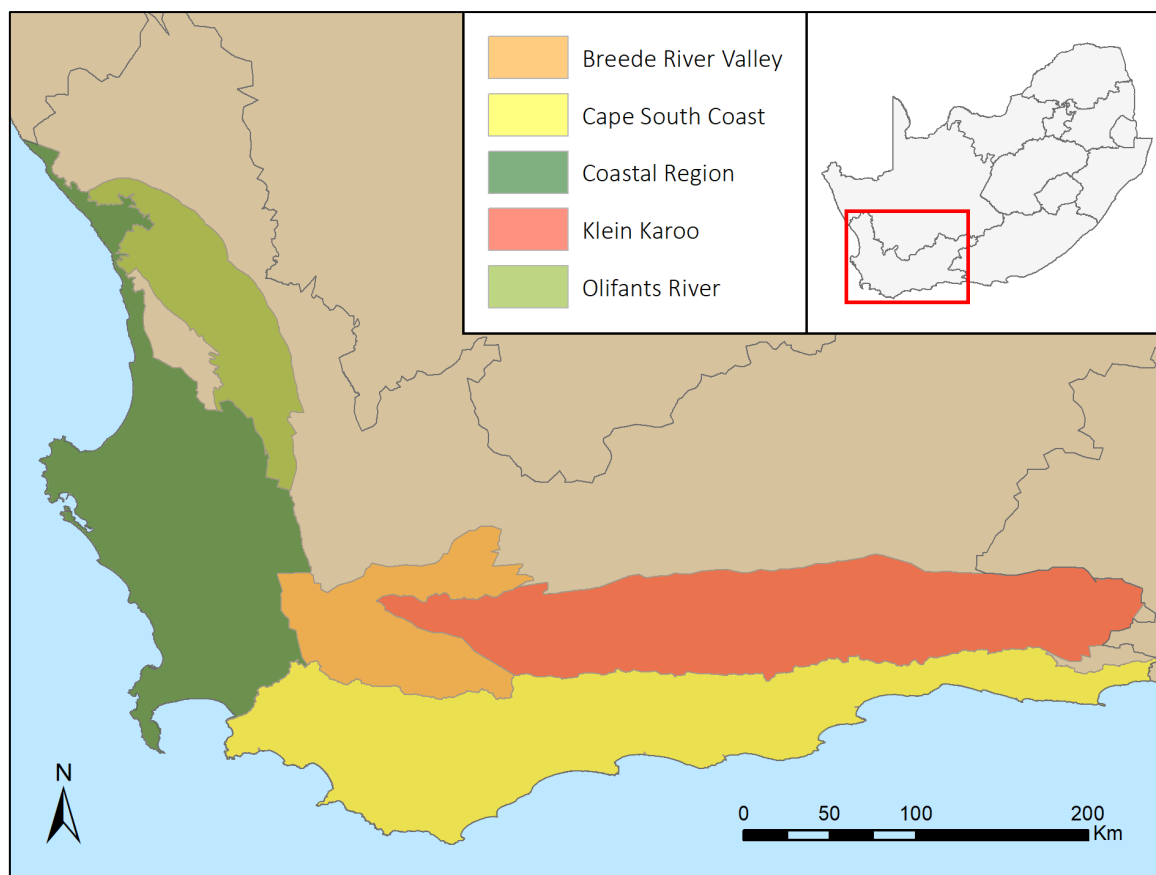 Breede River Valley
Cape South Coast
Coastal Region
Klein Karoo
Olifants River
N
0 50 100 200
Km